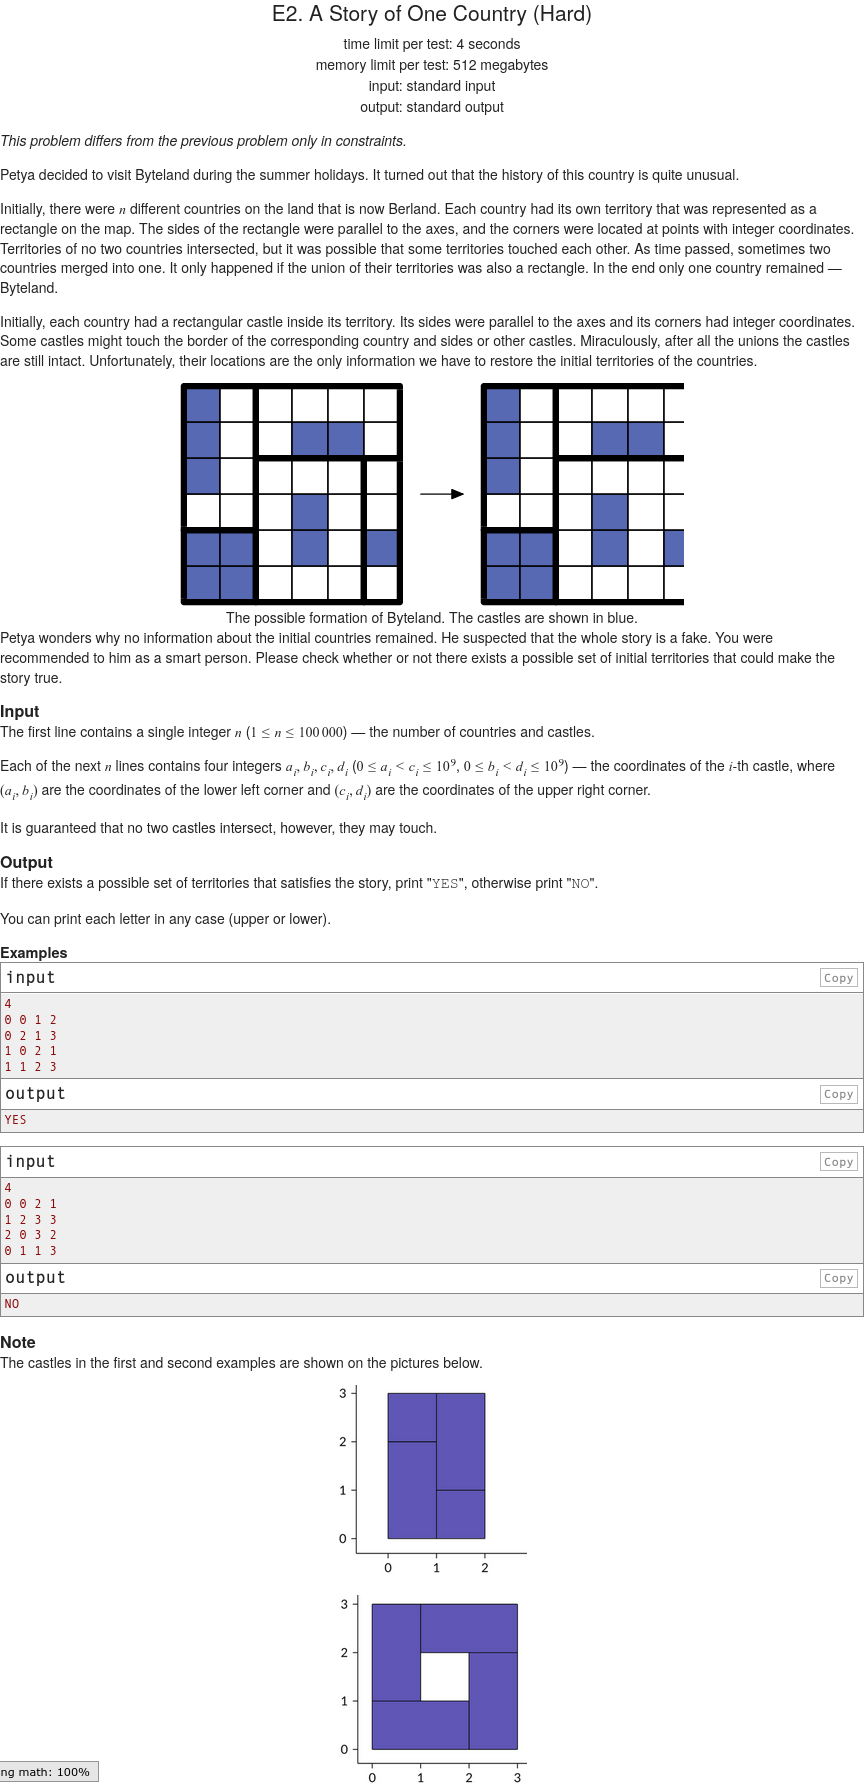 E2. A Story of One Country (Hard)
time limit per test: 4 seconds
memory limit per test: 512 megabytes
input: standard input
output: standard output
This problem differs from the previous problem only in constraints.
Petya decided to visit Byteland during the summer holidays. It turned out that the history of this country is quite unusual.
Initially, there were n different countries on the land that is now Berland. Each country had its own territory that was represented as a
rectangle on the map. The sides of the rectangle were parallel to the axes, and the corners were located at points with integer coordinates.
Territories of no two countries intersected, but it was possible that some territories touched each other. As time passed, sometimes two
countries merged into one. It only happened if the union of their territories was also a rectangle. In the end only one country remained —
Byteland.
Initially, each country had a rectangular castle inside its territory. Its sides were parallel to the axes and its corners had integer coordinates.
Some castles might touch the border of the corresponding country and sides or other castles. Miraculously, after all the unions the castles
are still intact. Unfortunately, their locations are the only information we have to restore the initial territories of the countries.
The possible formation of Byteland. The castles are shown in blue.
Petya wonders why no information about the initial countries remained. He suspected that the whole story is a fake. You were
recommended to him as a smart person. Please check whether or not there exists a possible set of initial territories that could make the
story true.
Input
The first line contains a single integer n (1 ≤ n ≤ 100 000) — the number of countries and castles.
Each of the next n lines contains four integers a_i, b_i, c_i, d_i (0 ≤ a_i < c_i ≤ 10^9, 0 ≤ b_i < d_i ≤ 10^9) — the coordinates of the i-th castle, where
(a_i, b_i) are the coordinates of the lower left corner and (c_i, d_i) are the coordinates of the upper right corner.
It is guaranteed that no two castles intersect, however, they may touch.
Output
If there exists a possible set of territories that satisfies the story, print "YES", otherwise print "NO".
You can print each letter in any case (upper or lower).
Examples
input Copy
4
0 0 1 2
0 2 1 3
1 0 2 1
1 1 2 3
output Copy
YES
input Copy
4
0 0 2 1
1 2 3 3
2 0 3 2
0 1 1 3
output Copy
NO
Note
The castles in the first and second examples are shown on the pictures below.
3
2
1
0
0 1 2
3
2
1
0
0 1 2 3
ng math: 100%